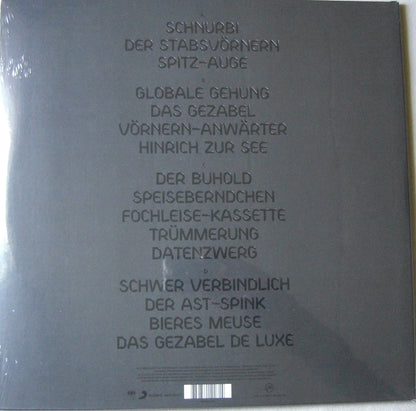 A
SCHNURBI
DER STABSVÖRNERN
SPITZ-AUGE
B
GLOBALE GEHUNG
DAS GEZABEL
VÖRNERN-ANWÄRTER
HINRICH ZUR SEE
C
DER BUHOLD
SPEISEBERNDCHEN
FOCHLEISE-KASSETTE
TRÜMMERUNG
DATENZWERG
D
SCHWER VERBINDLICH
DER AST-SPINK
BIERES MEUSE
DAS GEZABEL DE LUXE